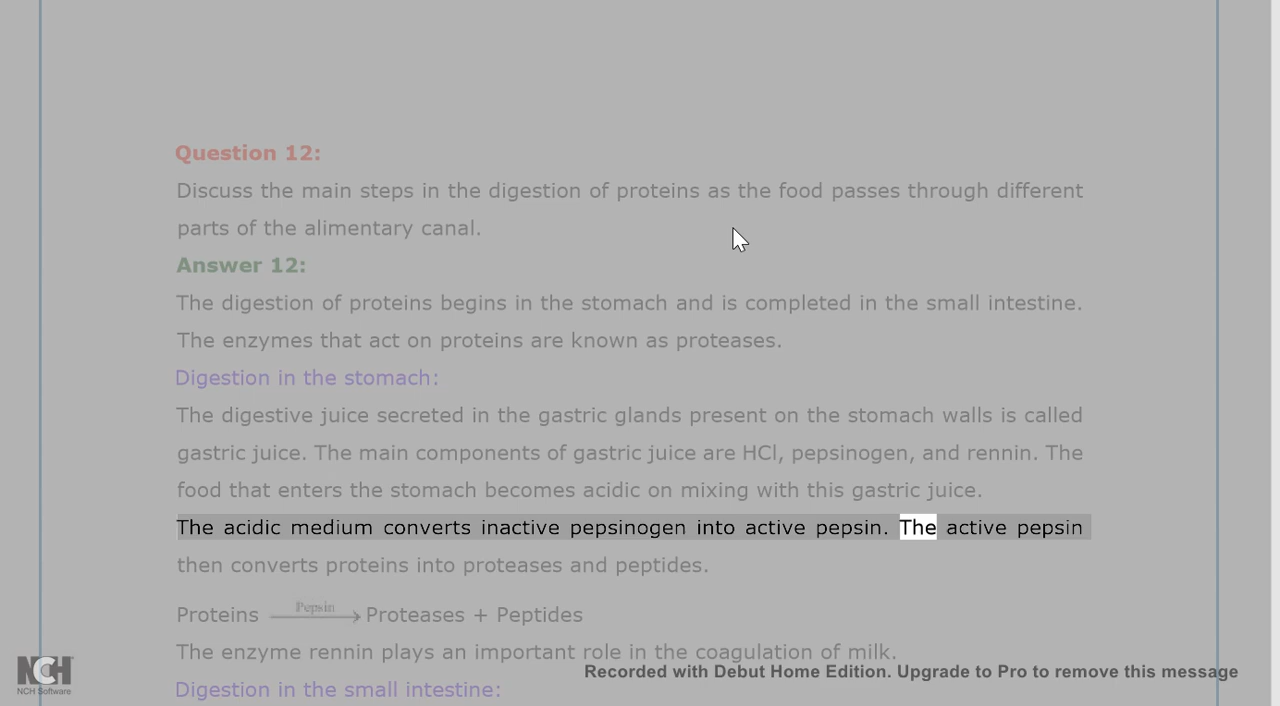 Question 12:
Discuss the main steps in the digestion of proteins as the food passes through different
parts of the alimentary canal.
Answer 12:
The digestion of proteins begins in the stomach and is completed in the small intestine.
The enzymes that act on proteins are known as proteases.
Digestion in the stomach:
The digestive juice secreted in the gastric glands present on the stomach walls is called
gastric juice. The main components of gastric juice are HCl, pepsinogen, and rennin. The
food that enters the stomach becomes acidic on mixing with this gastric juice.
The acidic medium converts inactive pepsinogen into active pepsin. The active pepsin
then converts proteins into proteases and peptides.
Pepsin
Proteins ⟶ Proteases + Peptides
The enzyme rennin plays an important role in the coagulation of milk.
NCH
NCH Software
Recorded with Debut Home Edition. Upgrade to Pro to remove this message
Digestion in the small intestine: